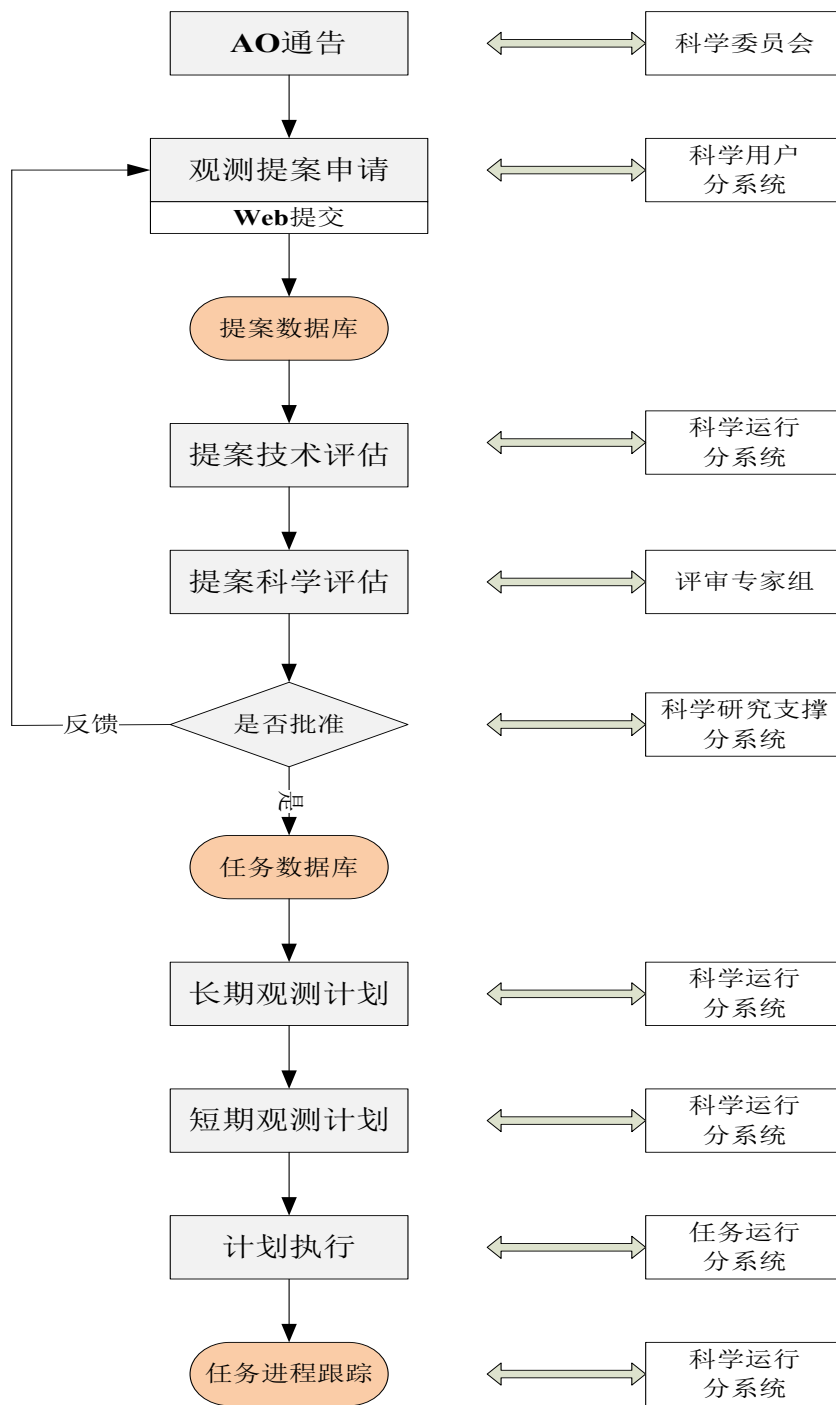 AO通告
科学委员会
观测提案申请
科学用户
分系统
Web提交
提案数据库
提案技术评估
科学运行
分系统
提案科学评估
评审专家组
反馈
是否批准
科学研究支撑
分系统
是
任务数据库
长期观测计划
科学运行
分系统
短期观测计划
科学运行
分系统
计划执行
任务运行
分系统
任务进程跟踪
科学运行
分系统